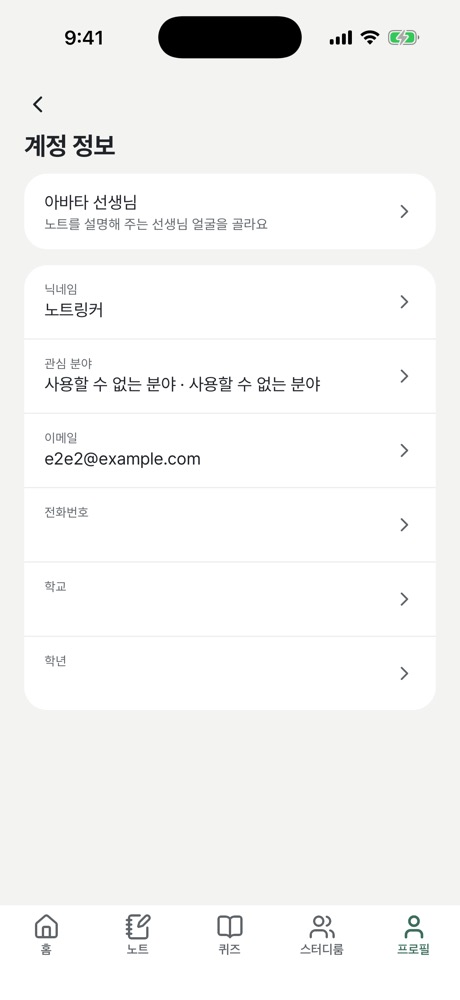 9:41
계정 정보
아바타 선생님
노트를 설명해 주는 선생님 얼굴을 골라요
닉네임
노트링커
관심 분야
사용할 수 없는 분야 · 사용할 수 없는 분야
이메일
e2e2@example.com
전화번호
학교
학년
홈
노트
퀴즈
스터디룸
프로필